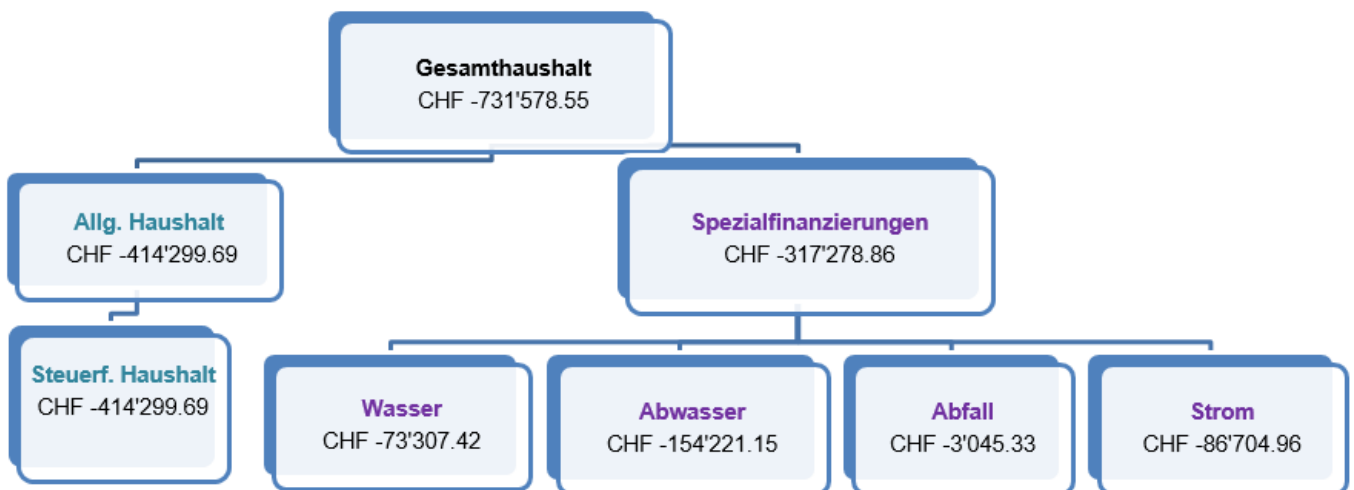 Gesamthaushalt
CHF -731'578.55
Allg. Haushalt
CHF -414'299.69
Spezialfinanzierungen
CHF -317'278.86
Steuerf. Haushalt
CHF -414'299.69
Wasser
CHF -73'307.42
Abwasser
CHF -154'221.15
Abfall
CHF -3'045.33
Strom
CHF -86'704.96